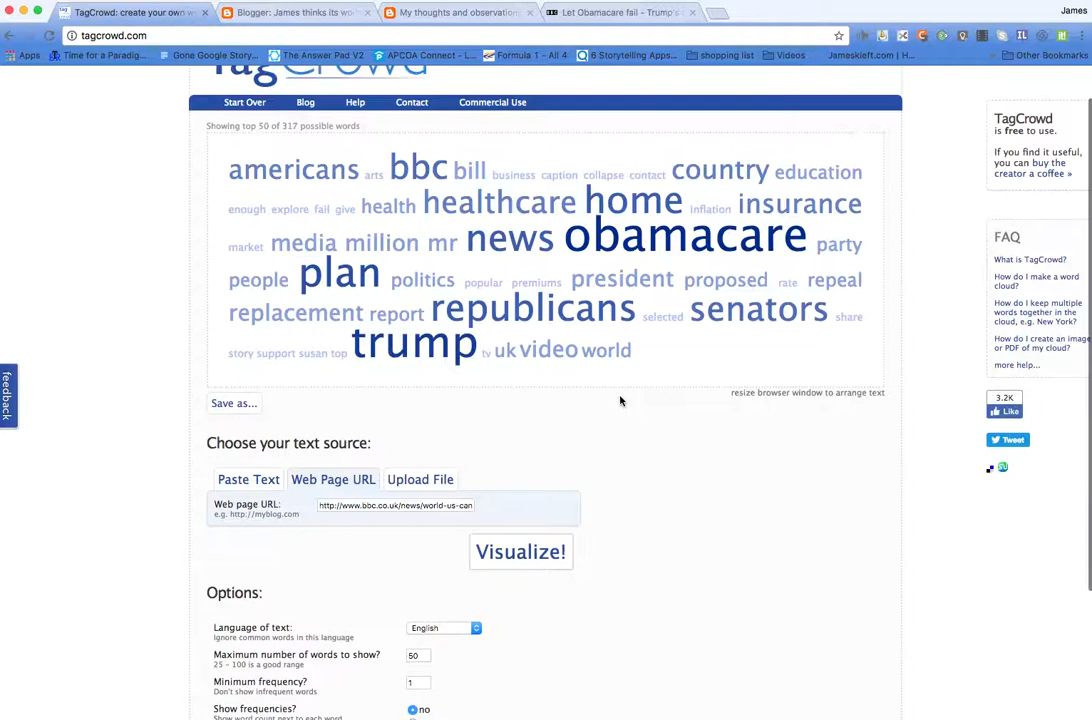 TagCrowd: create your own w
Blogger: James thinks its wo
My thoughts and observation
Let Obamacare fail – Trump's
James
tagcrowd.com
Apps
Time for a Paradig...
Gone Google Story...
The Answer Pad V2
APCDA Connect - L...
Formula 1 - All 4
6 Storytelling Apps...
shopping list
Videos
Jameskieft.com | H...
Other Bookmarks
Tag Crowd
Start Over
Blog
Help
Contact
Commercial Use
Showing top 50 of 317 possible words
americans arts bbc bill business caption collapse contact country education
enough explore fail give health healthcare home inflation insurance
market media million mr news obamacare party
people plan politics popular premiums president proposed rate repeal
replacement report republicans selected senators share
story support susan top trump tv uk video world
resize browser window to arrange text
Save as...
Choose your text source:
Paste Text
Web Page URL
Upload File
Web page URL:
e.g. http://myblog.com
http://www.bbc.co.uk/news/world-us-can
Visualize!
Options:
Language of text:
Ignore common words in this language
English
Maximum number of words to show?
25 - 100 is a good range
50
Minimum frequency?
Don't show infrequent words
1
Show frequencies?
Show word count next to each word
no
feedback
TagCrowd
is free to use.
If you find it useful,
you can buy the
creator a coffee »
FAQ
What is TagCrowd?
How do I make a word
cloud?
How do I keep multiple
words together in the
cloud, e.g. New York?
How do I create an image
or PDF of my cloud?
more help...
3.2K
Like
Tweet